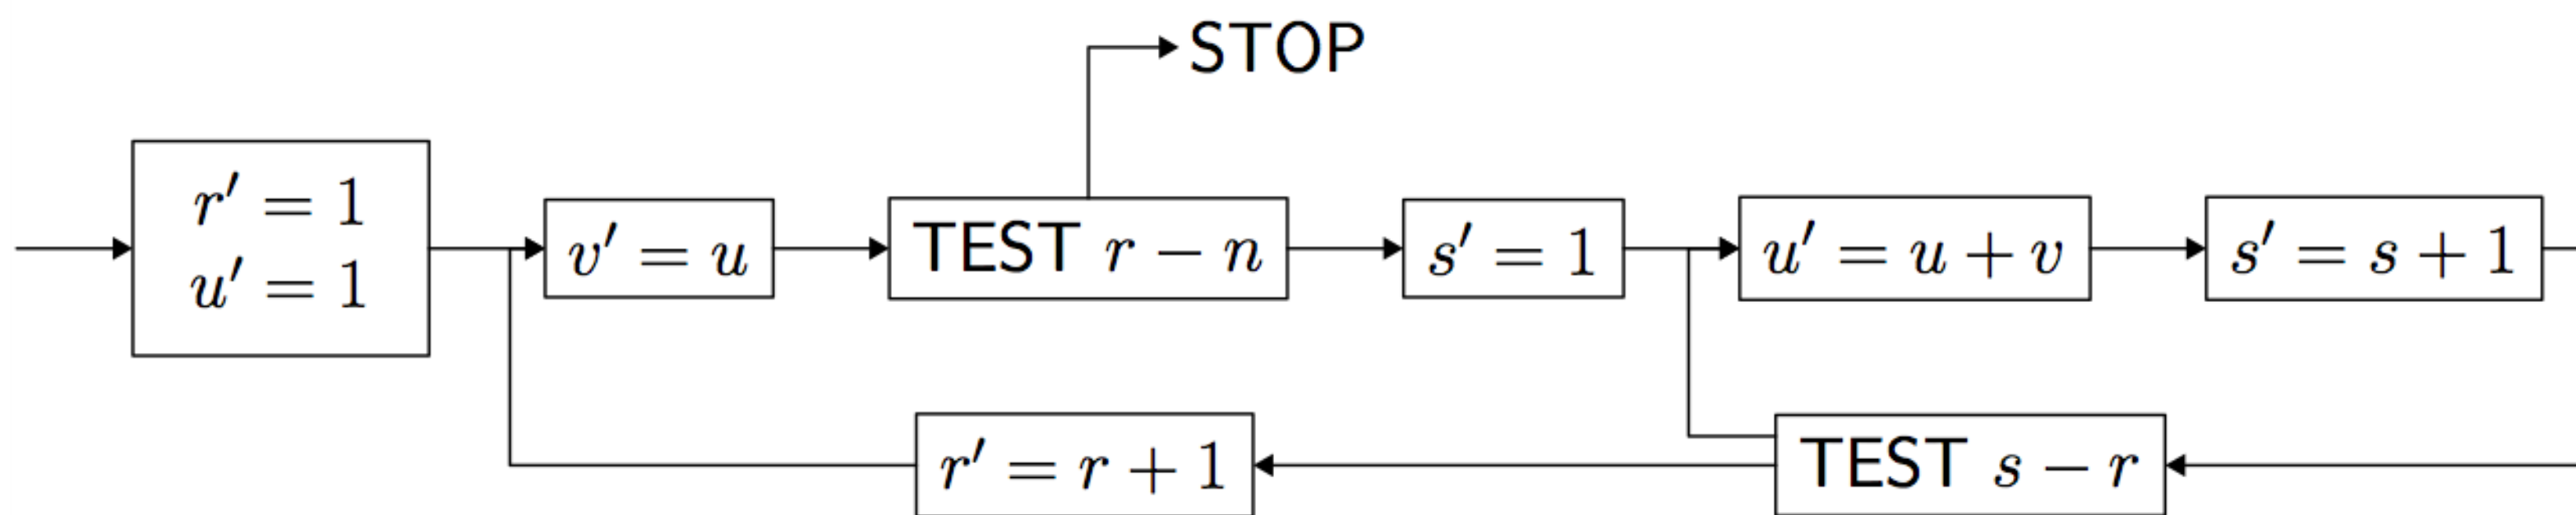 STOP
r′ = 1
u′ = 1
v′ = u
TEST r − n
s′ = 1
u′ = u + v
s′ = s + 1
r′ = r + 1
TEST s − r